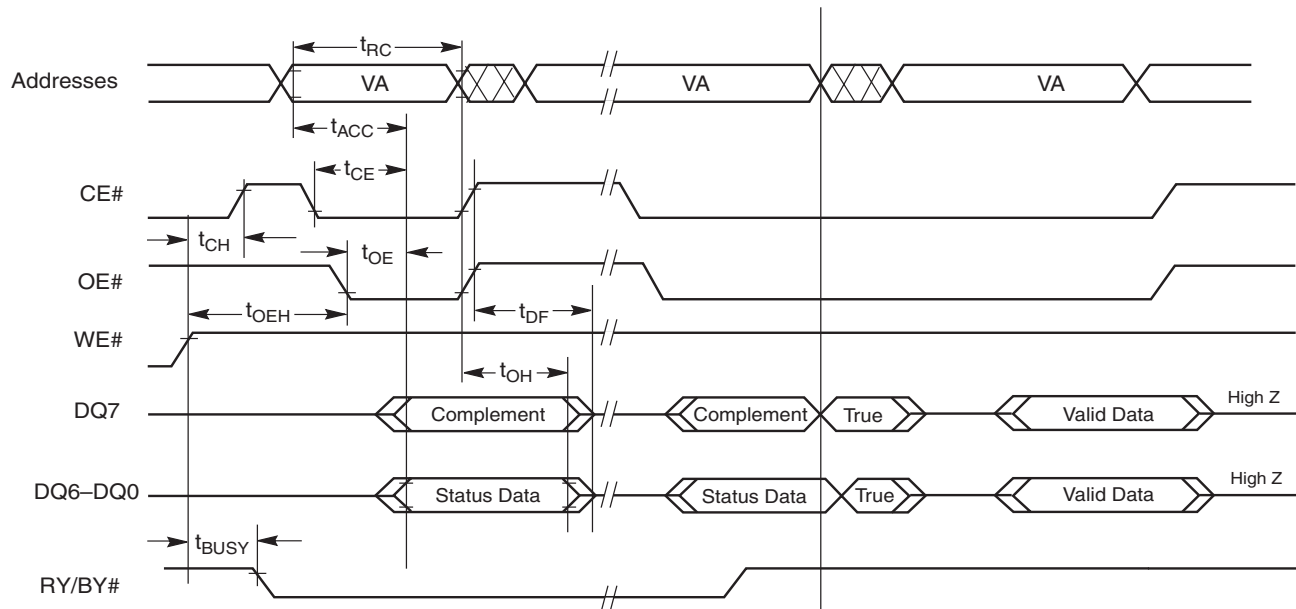 tRC
Addresses VA VA VA
tACC
tCE
CE#
tCH tOE
OE#
tOEH tDF
WE#
tOH
DQ7 Complement Complement True Valid Data High Z
DQ6–DQ0 Status Data Status Data True Valid Data High Z
tBUSY
RY/BY#